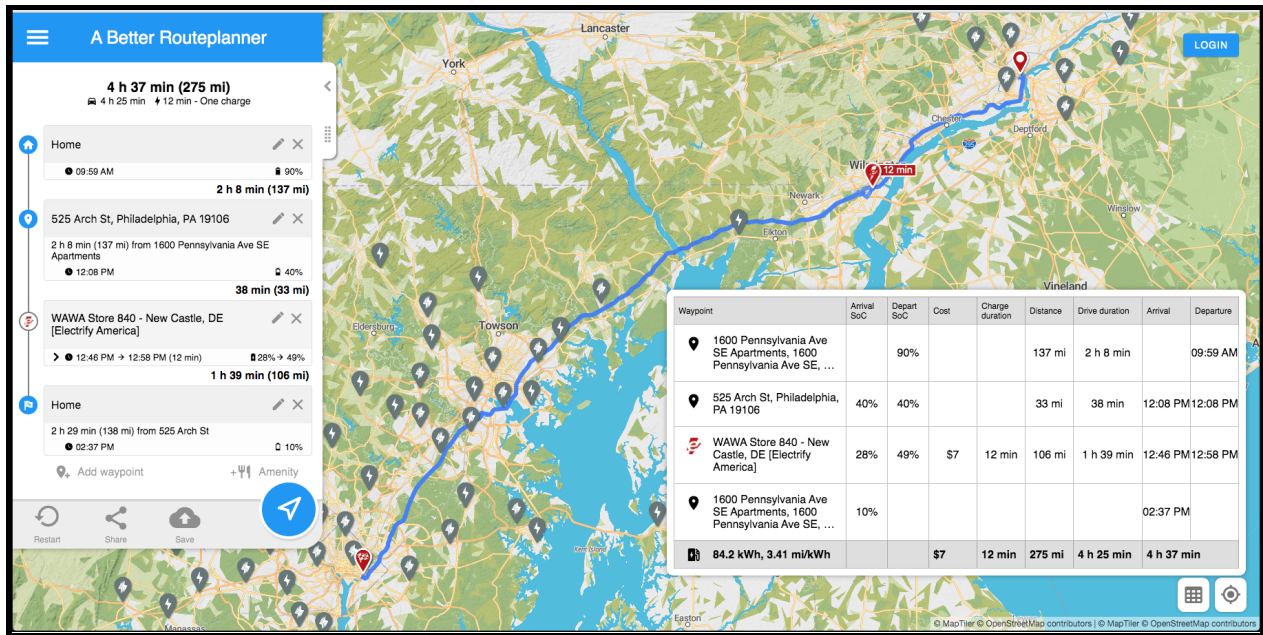 A Better Routeplanner
4 h 37 min (275 mi)
4 h 25 min 12 min - One charge
Home
09:59 AM 90%
2 h 8 min (137 mi)
525 Arch St, Philadelphia, PA 19106
2 h 8 min (137 mi) from 1600 Pennsylvania Ave SE
Apartments
12:08 PM 40%
38 min (33 mi)
WAWA Store 840 - New Castle, DE
[Electrify America]
12:46 PM → 12:58 PM (12 min) 28% → 49%
1 h 39 min (106 mi)
Home
2 h 29 min (138 mi) from 525 Arch St
02:37 PM 10%
Add waypoint + Amenity
Restart Share Save
LOGIN
Lancaster
York
Chester
Deptford
12 min
Newark
Winslow
Elkton
Vineland
Eldersburg
Towson
Kent Island
Easton
Manassas
Waypoint Arrival SoC Depart SoC Cost Charge duration Distance Drive duration Arrival Departure
1600 Pennsylvania Ave
SE Apartments, 1600
Pennsylvania Ave SE, ...
90% 137 mi 2 h 8 min 09:59 AM
525 Arch St, Philadelphia,
PA 19106
40% 40% 33 mi 38 min 12:08 PM 12:08 PM
WAWA Store 840 - New
Castle, DE [Electrify
America]
28% 49% $7 12 min 106 mi 1 h 39 min 12:46 PM 12:58 PM
1600 Pennsylvania Ave
SE Apartments, 1600
Pennsylvania Ave SE, ...
10% 02:37 PM
84.2 kWh, 3.41 mi/kWh $7 12 min 275 mi 4 h 25 min 4 h 37 min
© MapTiler © OpenStreetMap contributors | © MapTiler © OpenStreetMap contributors